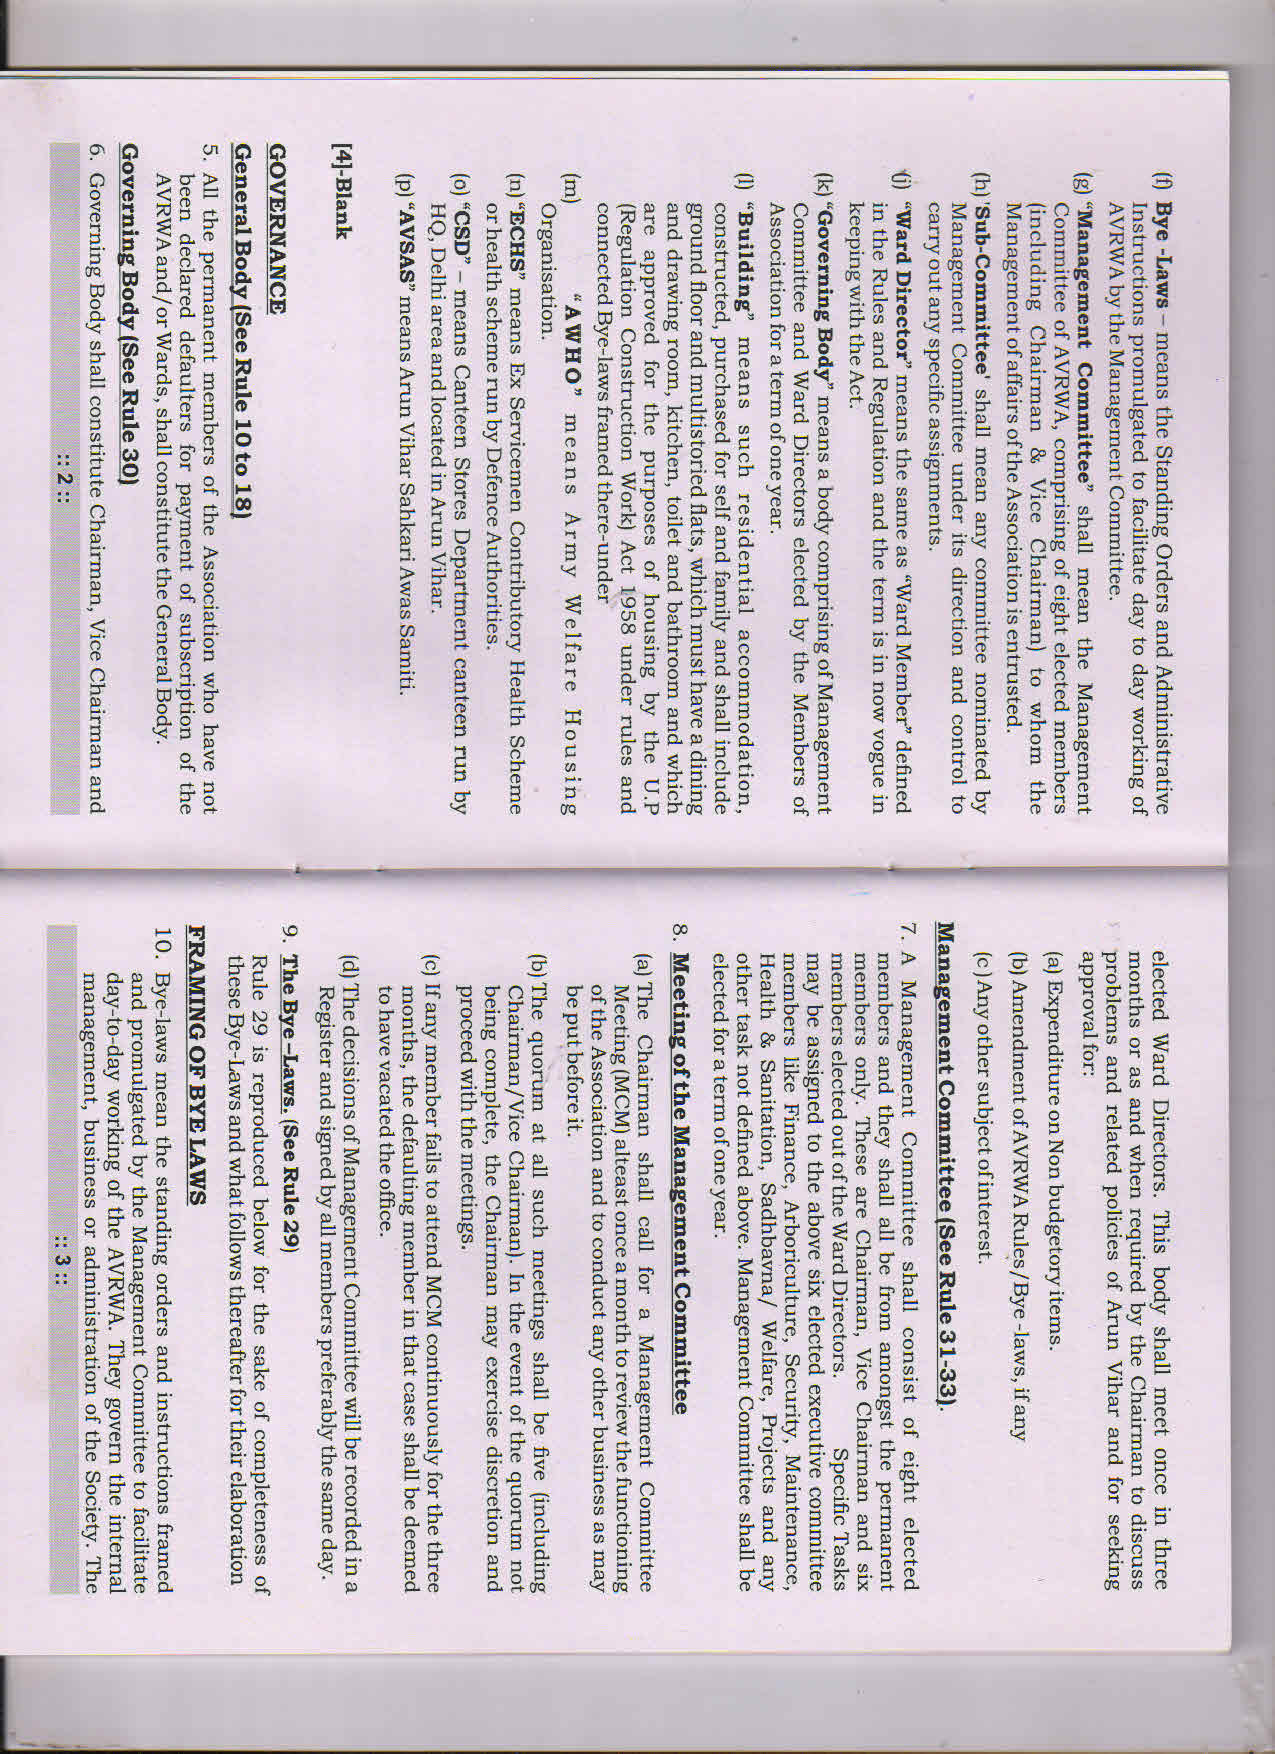 (f) Bye -Laws – means the Standing Orders and Administrative
Instructions promulgated to facilitate day to day working of
AVRWA by the Management Committee.
(g) "Management Committee" shall mean the Management
Committee of AVRWA, comprising of eight elected members
(including Chairman & Vice Chairman) to whom the
Management of affairs of the Association is entrusted.
(h) 'Sub-Committee' shall mean any committee nominated by
Management Committee under its direction and control to
carry out any specific assignments.
(j) "Ward Director" means the same as "Ward Member" defined
in the Rules and Regulation and the term is in now vogue in
keeping with the Act.
(k) "Governing Body" means a body comprising of Management
Committee and Ward Directors elected by the Members of
Association for a term of one year.
(l) "Building" means such residential accommodation,
constructed, purchased for self and family and shall include
ground floor and multistoried flats, which must have a dining
and drawing room, kitchen, toilet and bathroom and which
are approved for the purposes of housing by the U.P
(Regulation Construction Work) Act 1958 under rules and
connected Bye-laws framed there-under
(m) "AWHO" means Army Welfare Housing
Organisation.
(n) "ECHS" means Ex Servicemen Contributory Health Scheme
or health scheme run by Defence Authorities.
(o) "CSD" – means Canteen Stores Department canteen run by
HQ, Delhi area and located in Arun Vihar.
(p) "AVSAS" means Arun Vihar Sahkari Awas Samiti.
[4]-Blank
GOVERNANCE
General Body (See Rule 10 to 18)
5. All the permanent members of the Association who have not
been declared defaulters for payment of subscription of the
AVRWA and/or Wards, shall constitute the General Body.
Governing Body (See Rule 30)
6. Governing Body shall constitute Chairman, Vice Chairman and
:: 2 ::
elected Ward Directors. This body shall meet once in three
months or as and when required by the Chairman to discuss
problems and related policies of Arun Vihar and for seeking
approval for:
(a) Expenditure on Non budgetory items.
(b) Amendment of AVRWA Rules/Bye -laws, if any
(c) Any other subject of interest.
Management Committee (See Rule 31-33).
7. A Management Committee shall consist of eight elected
members and they shall all be from amongst the permanent
members only. These are Chairman, Vice Chairman and six
members elected out of the Ward Directors. Specific Tasks
may be assigned to the above six elected executive committee
members like Finance, Arboriculture, Security, Maintenance,
Health & Sanitation, Sadhbavna/ Welfare, Projects and any
other task not defined above. Management Committee shall be
elected for a term of one year.
8. Meeting of the Management Committee
(a) The Chairman shall call for a Management Committee
Meeting (MCM) alteast once a month to review the functioning
of the Association and to conduct any other business as may
be put before it.
(b) The quorum at all such meetings shall be five (including
Chairman/Vice Chairman). In the event of the quorum not
being complete, the Chairman may exercise discretion and
proceed with the meetings.
(c) If any member fails to attend MCM continuously for the three
months, the defaulting member in that case shall be deemed
to have vacated the office.
(d) The decisions of Management Committee will be recorded in a
Register and signed by all members preferably the same day.
9. The Bye–Laws. (See Rule 29)
Rule 29 is reproduced below for the sake of completeness of
these Bye-Laws and what follows thereafter for their elaboration
FRAMING OF BYE LAWS
10. Bye-laws mean the standing orders and instructions framed
and promulgated by the Management Committee to facilitate
day-to-day working of the AVRWA. They govern the internal
management, business or administration of the Society. The
:: 3 ::